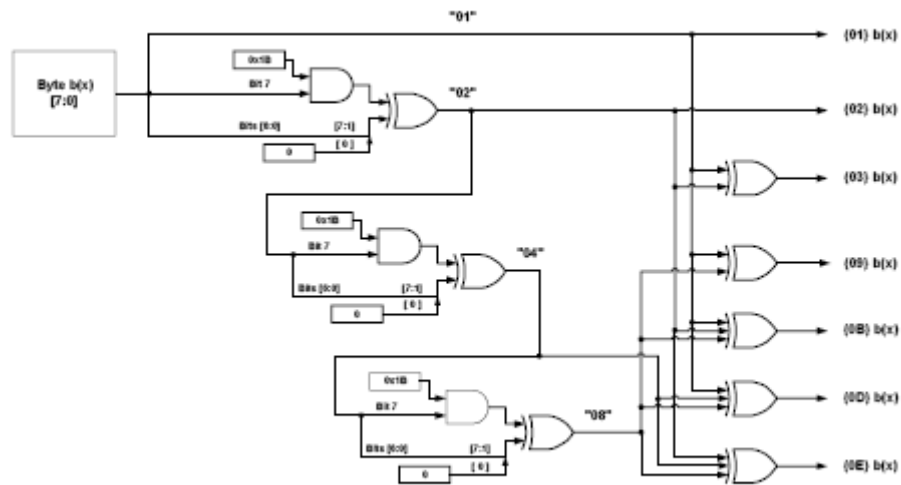 "01"
{01} b(x)
Byte b(x)
[7:0]
0x1B
Bit 7
"02"
{02} b(x)
Bits [6:0]
[7:1]
0
[ 0 ]
{03} b(x)
0x1B
Bit 7
"04"
{09} b(x)
Bits [6:0]
[7:1]
0
[ 0 ]
{0B} b(x)
0x1B
Bit 7
"08"
{0D} b(x)
Bits [6:0]
[7:1]
0
[ 0 ]
{0E} b(x)